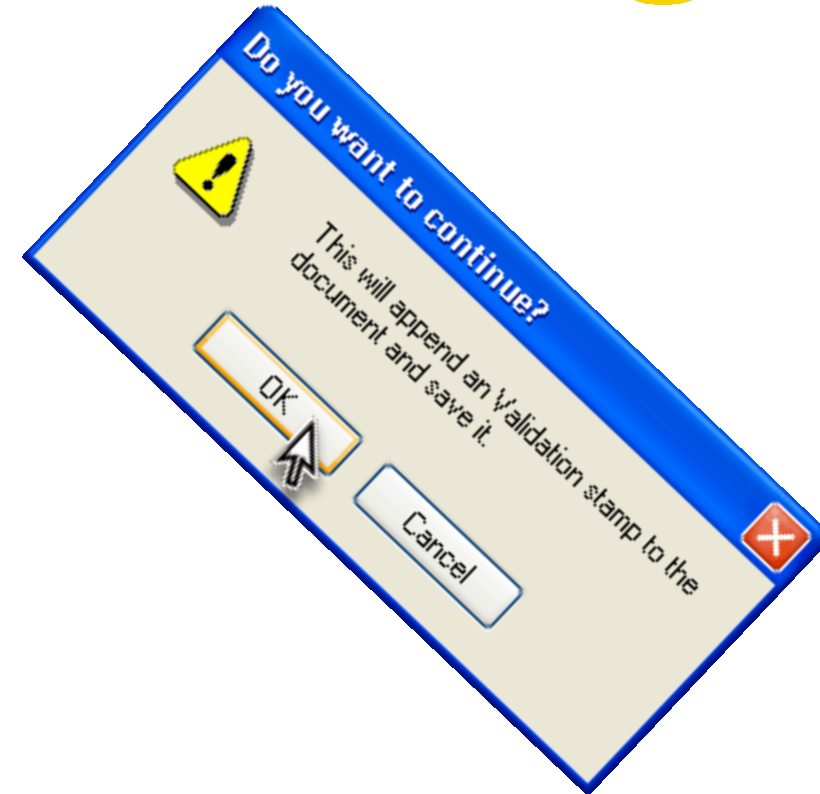 Do you want to continue?
This will append an Validation stamp to the
document and save it.
OK
Cancel